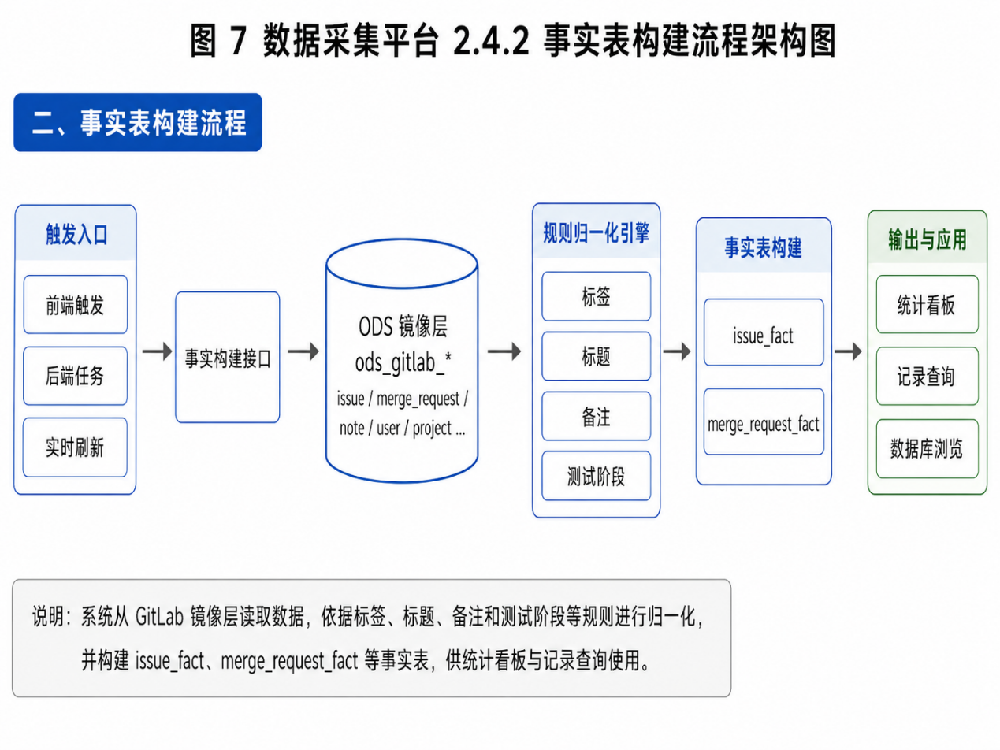 图 7 数据采集平台 2.4.2 事实表构建流程架构图
二、事实表构建流程
触发入口
前端触发
后端任务
实时刷新
事实构建接口
ODS 镜像层
ods_gitlab_*
issue / merge_request /
note / user / project ...
规则归一化引擎
标签
标题
备注
测试阶段
事实表构建
issue_fact
merge_request_fact
输出与应用
统计看板
记录查询
数据库浏览
说明：系统从 GitLab 镜像层读取数据，依据标签、标题、备注和测试阶段等规则进行归一化，
并构建 issue_fact、merge_request_fact 等事实表，供统计看板与记录查询使用。